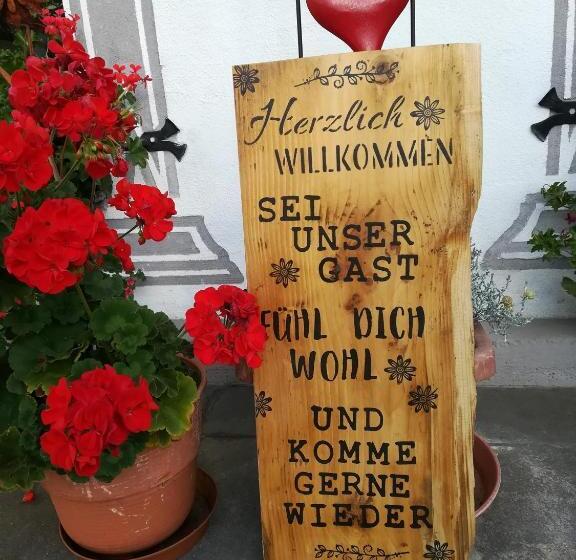 Herzlich
WILLKOMMEN
SEI
UNSER
GAST
FÜHL DICH
WOHL
UND
KOMME
GERNE
WIEDER